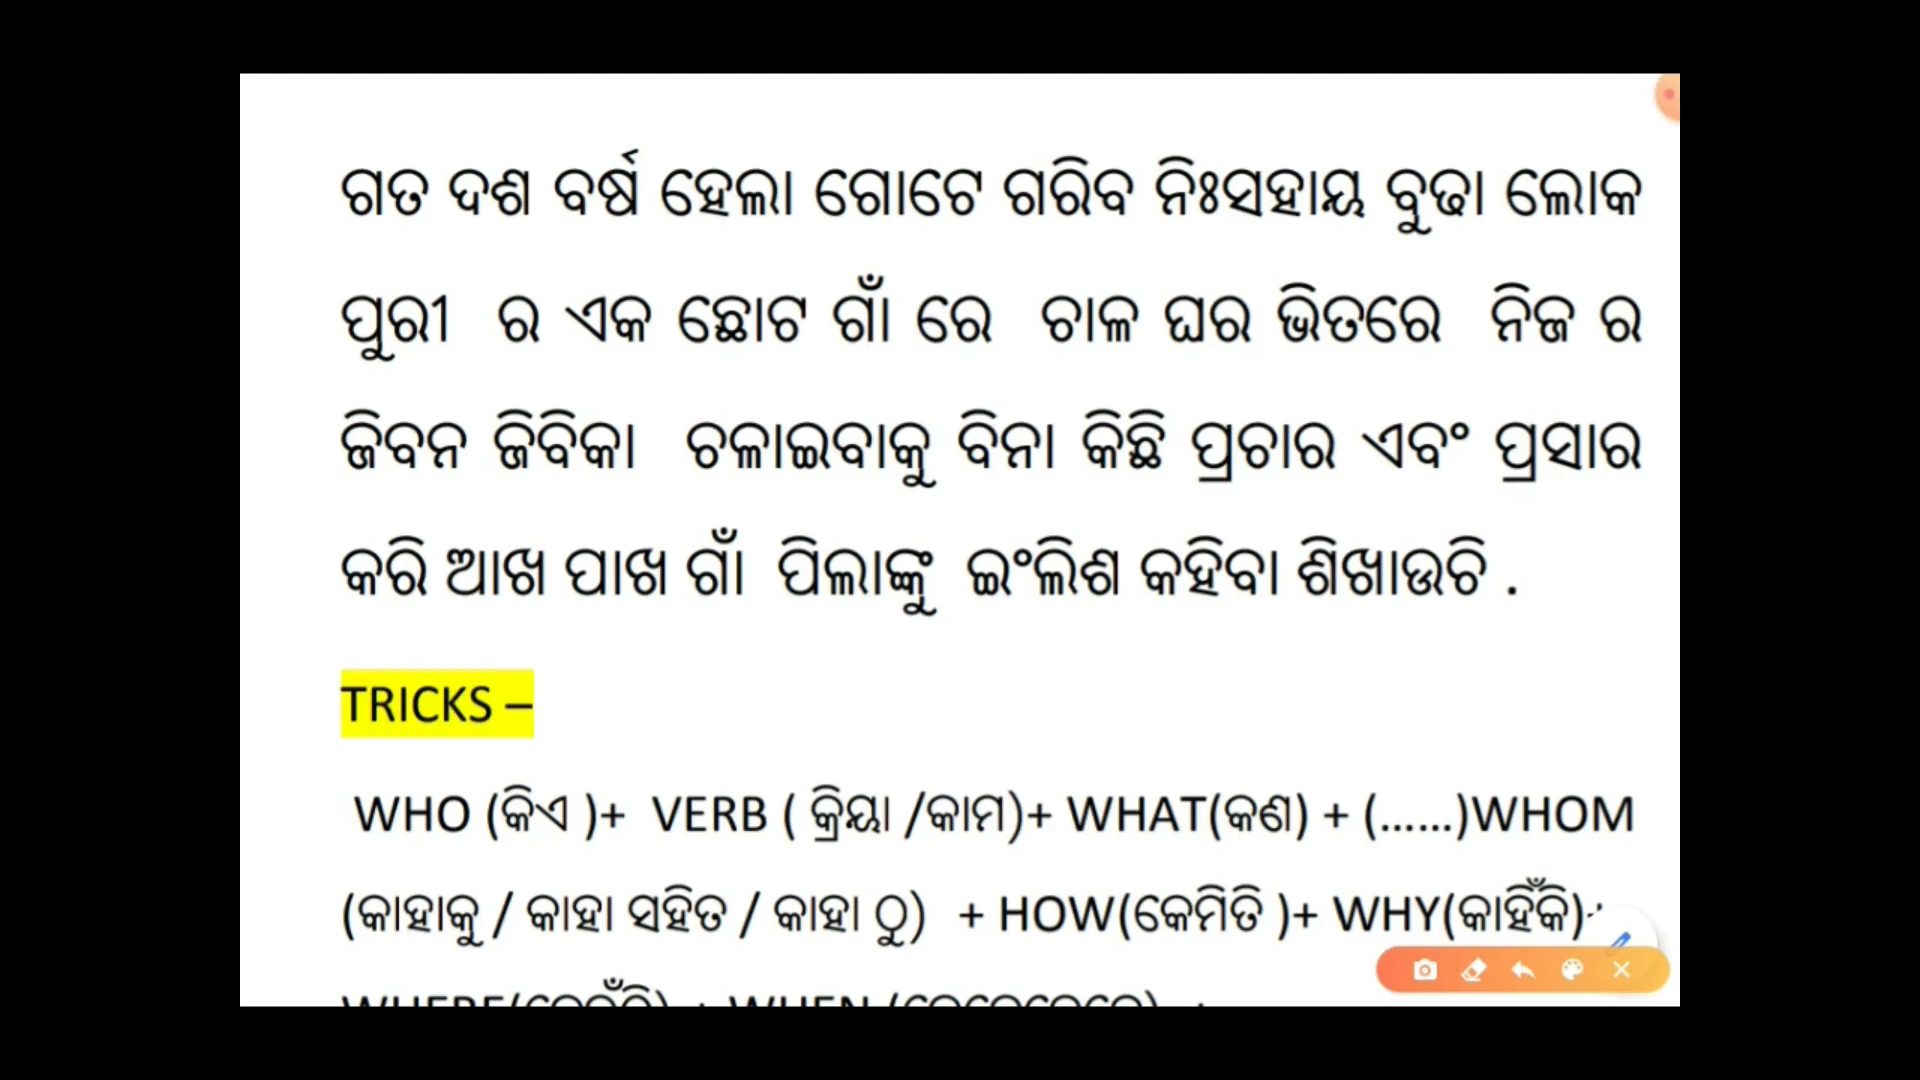 ଗତ ଦଶ ବର୍ଷ ହେଲା ଗୋଟେ ଗରିବ ନିଃସହାୟ ବୁଢା ଲୋକ
ପୁରୀ ର ଏକ ଛୋଟ ଗାଁ ରେ ଚାଳ ଘର ଭିତରେ ନିଜ ର
ଜିବନ ଜିବିକା ଚଳାଇବାକୁ ବିନା କିଛି ପ୍ରଚାର ଏବଂ ପ୍ରସାର
କରି ଆଖ ପାଖ ଗାଁ ପିଲାଙ୍କୁ ଇଂଲିଶ କହିବା ଶିଖାଉଚି .
TRICKS –
WHO (କିଏ )+ VERB ( କ୍ରିୟା /କାମ)+ WHAT(କଣ) + (......)WHOM
(କାହାକୁ / କାହା ସହିତ / କାହା ଠୁ) + HOW(କେମିତି )+ WHY(କାହିଁକି)+